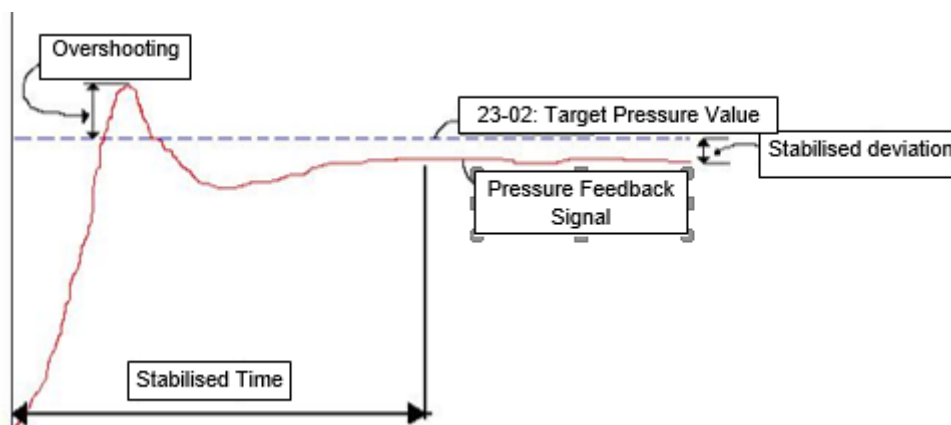 Overshooting
23-02: Target Pressure Value
Stabilised deviation
Pressure Feedback
Signal
Stabilised Time